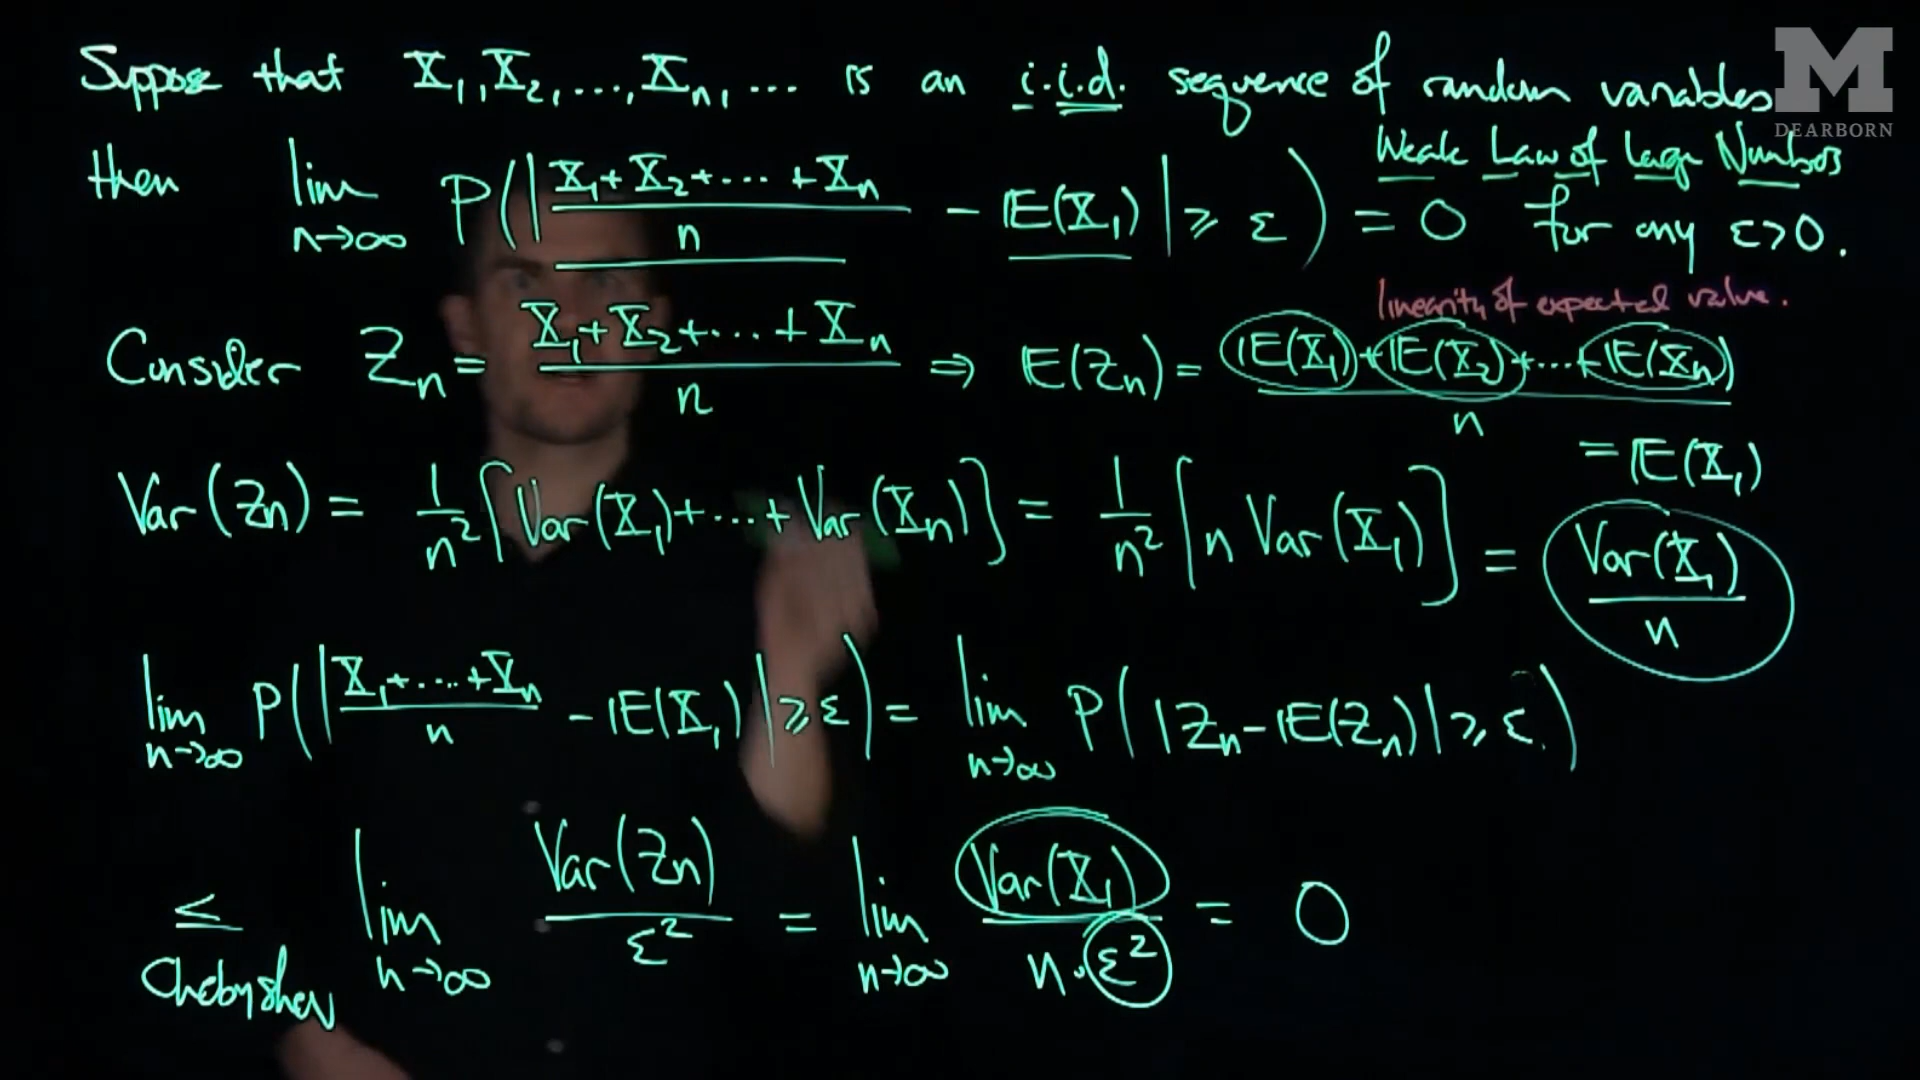 Suppose that X₁, X₂, ..., Xₙ, ... is an i.i.d. sequence of random variables
M
DEARBORN
Weak Law of Large Numbers
then lim n→∞ P(|(X₁+X₂+⋯+Xₙ)/n − 𝔼(X₁)| ⩾ ε) = 0 for any ε>0.
linearity of expected value.
Consider Zₙ = (X₁+X₂+⋯+Xₙ)/n ⇒ 𝔼(Zₙ) = (𝔼(X₁)+𝔼(X₂)+⋯+𝔼(Xₙ))/n
= 𝔼(X₁)
Var(Zₙ) = 1/n² [Var(X₁)+⋯+Var(Xₙ)] = 1/n² [n Var(X₁)] = Var(X₁)/n
lim n→∞ P(|(X₁+⋯+Xₙ)/n − 𝔼(X₁)| ⩾ ε) = lim n→∞ P(|Zₙ−𝔼(Zₙ)| ⩾ ε)
≤ Chebyshev lim n→∞ Var(Zₙ)/ε² = lim n→∞ Var(X₁)/(n·ε²) = 0